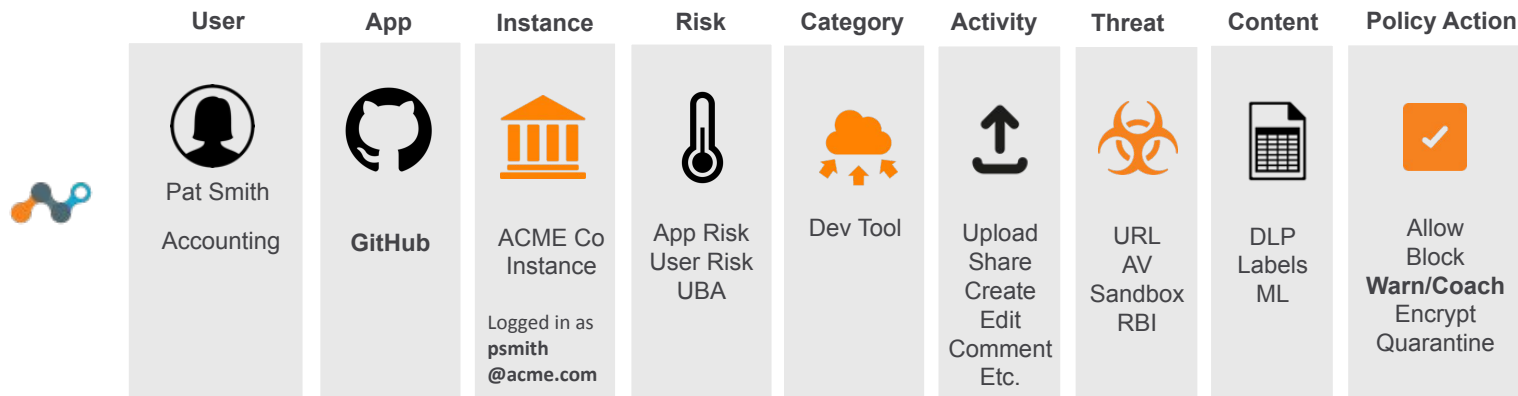 User
App
Instance
Risk
Category
Activity
Threat
Content
Policy Action
Pat Smith
Accounting
GitHub
ACME Co
Instance
Logged in as
psmith
@acme.com
App Risk
User Risk
UBA
Dev Tool
Upload
Share
Create
Edit
Comment
Etc.
URL
AV
Sandbox
RBI
DLP
Labels
ML
Allow
Block
Warn/Coach
Encrypt
Quarantine